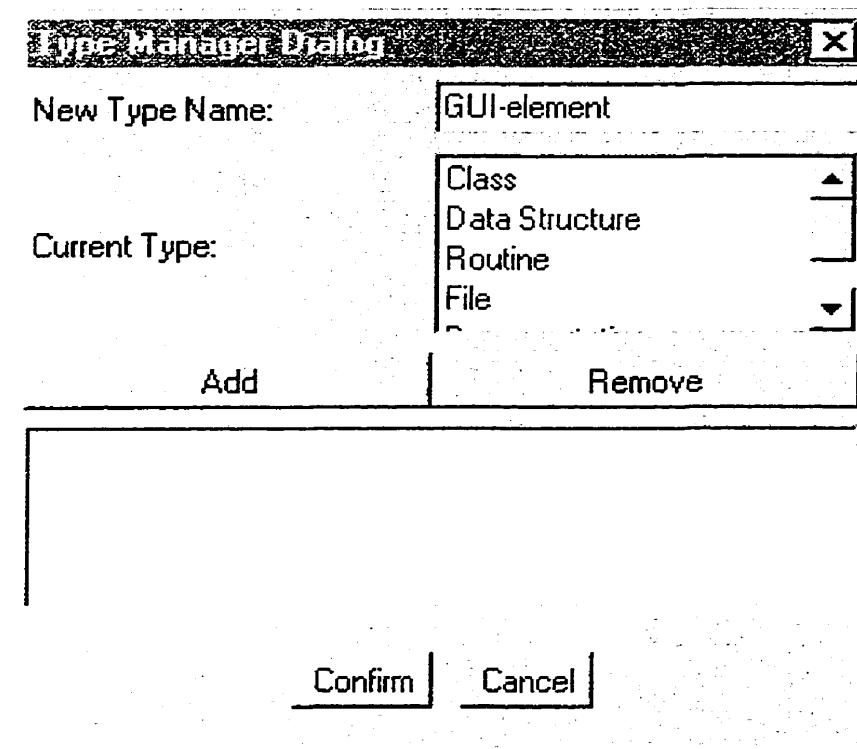 Type Manager Dialog
New Type Name: GUI-element
Class
Data Structure
Current Type:
Routine
File
Add Remove
Confirm Cancel